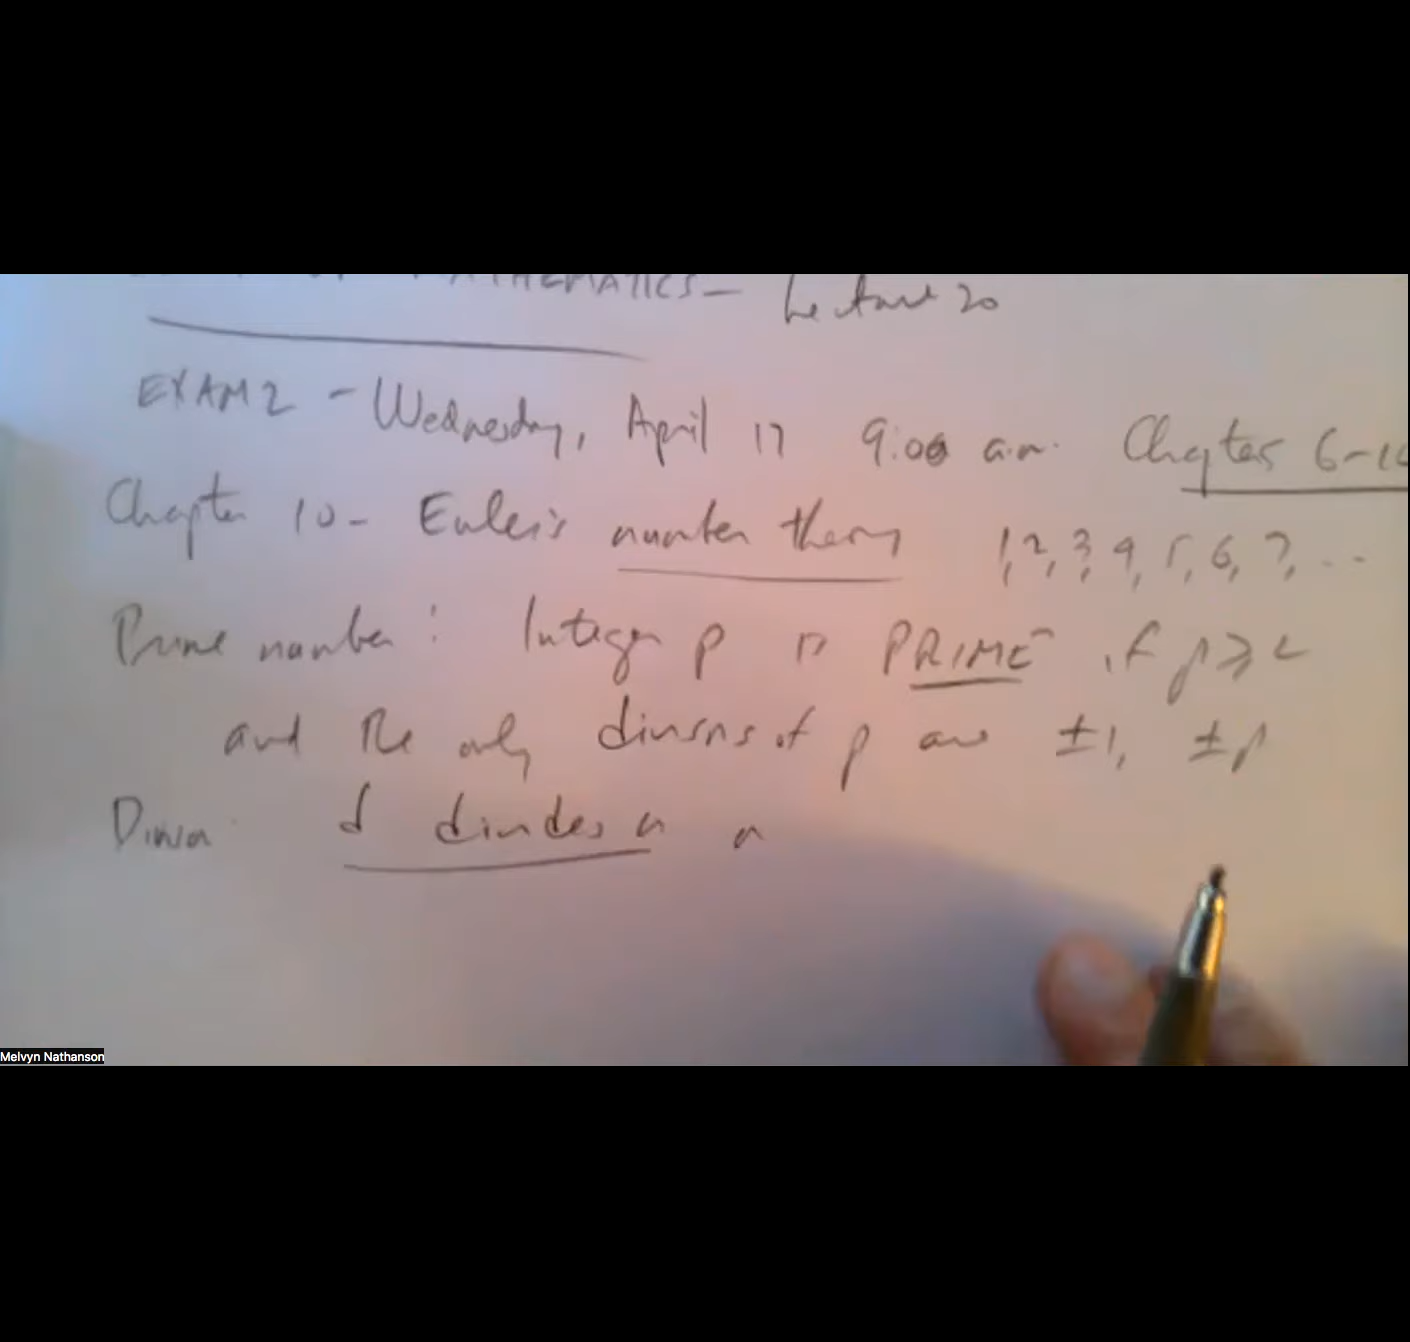 MATHEMATICS - Lecture 20
EXAM 2 - Wednesday, April 17 9:00 a.m. Chapters 6-10
Chapter 10 - Euler's number theory 1, 2, 3, 4, 5, 6, 7, ...
Prime number: Integer p is PRIME if p ≥ 2
and the only divisors of p are ±1, ±p
Divisor d divides n n
Melvyn Nathanson